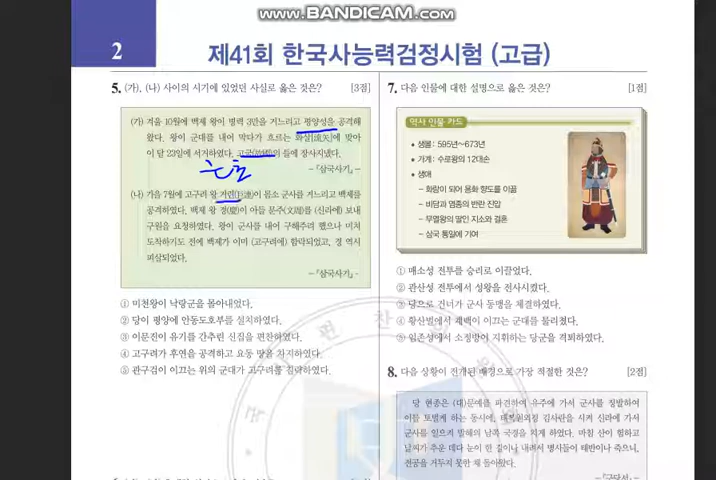 www.BANDICAM.com
2
제41회 한국사능력검정시험 (고급)
5. (가), (나) 사이의 시기에 있었던 사실로 옳은 것은? [3점]
(가) 겨울 10월에 백제 왕이 병력 3만을 거느리고 평양성을 공격해
왔다. 왕이 군대를 내어 막다가 흐르는 화살[流矢]에 맞아
이 달 23일에 서거하였다. 고국(故國)의 들에 장사지냈다.
-『삼국사기』-
(나) 가을 7월에 고구려 왕 거련(巨連)이 몸소 군사를 거느리고 백제를
공격하였다. 백제 왕 경(慶)이 아들 문주(文周)를 (신라에) 보내
구원을 요청하였다. 왕이 군사를 내어 구해주려 했으나 미처
도착하기도 전에 백제가 이미 (고구려에) 함락되었고, 경 역시
피살되었다.
-『삼국사기』-
① 미천왕이 낙랑군을 몰아내었다.
② 당이 평양에 안동도호부를 설치하였다.
③ 이문진이 유기를 간추린 신집을 편찬하였다.
④ 고구려가 후연을 공격하고 요동 땅을 차지하였다.
⑤ 관구검이 이끄는 위의 군대가 고구려를 침략하였다.
7. 다음 인물에 대한 설명으로 옳은 것은? [1점]
역사 인물 카드
• 생몰: 595년~673년
• 가계: 수로왕의 12대손
• 생애
- 화랑이 되어 용화 향도를 이끎
- 비담과 염종의 반란 진압
- 무열왕의 딸인 지소와 결혼
- 삼국 통일에 기여
① 매소성 전투를 승리로 이끌었다.
② 관산성 전투에서 성왕을 전사시켰다.
③ 당으로 건너가 군사 동맹을 체결하였다.
④ 황산벌에서 계백이 이끄는 군대를 물리쳤다.
⑤ 임존성에서 소정방이 지휘하는 당군을 격퇴하였다.
8. 다음 상황이 전개된 배경으로 가장 적절한 것은? [2점]
당 현종은 (대)문예를 파견하여 유주에 가서 군사를 징발하여
이를 토벌케 하는 동시에, 태복원외경 김사란을 시켜 신라에 가서
군사를 일으켜 발해의 남쪽 국경을 치게 하였다. 마침 산이 험하고
날씨가 추운 데다 눈이 한 길이나 내려서 병사들이 태반이나 죽으니,
전공을 거두지 못한 채 돌아왔다.